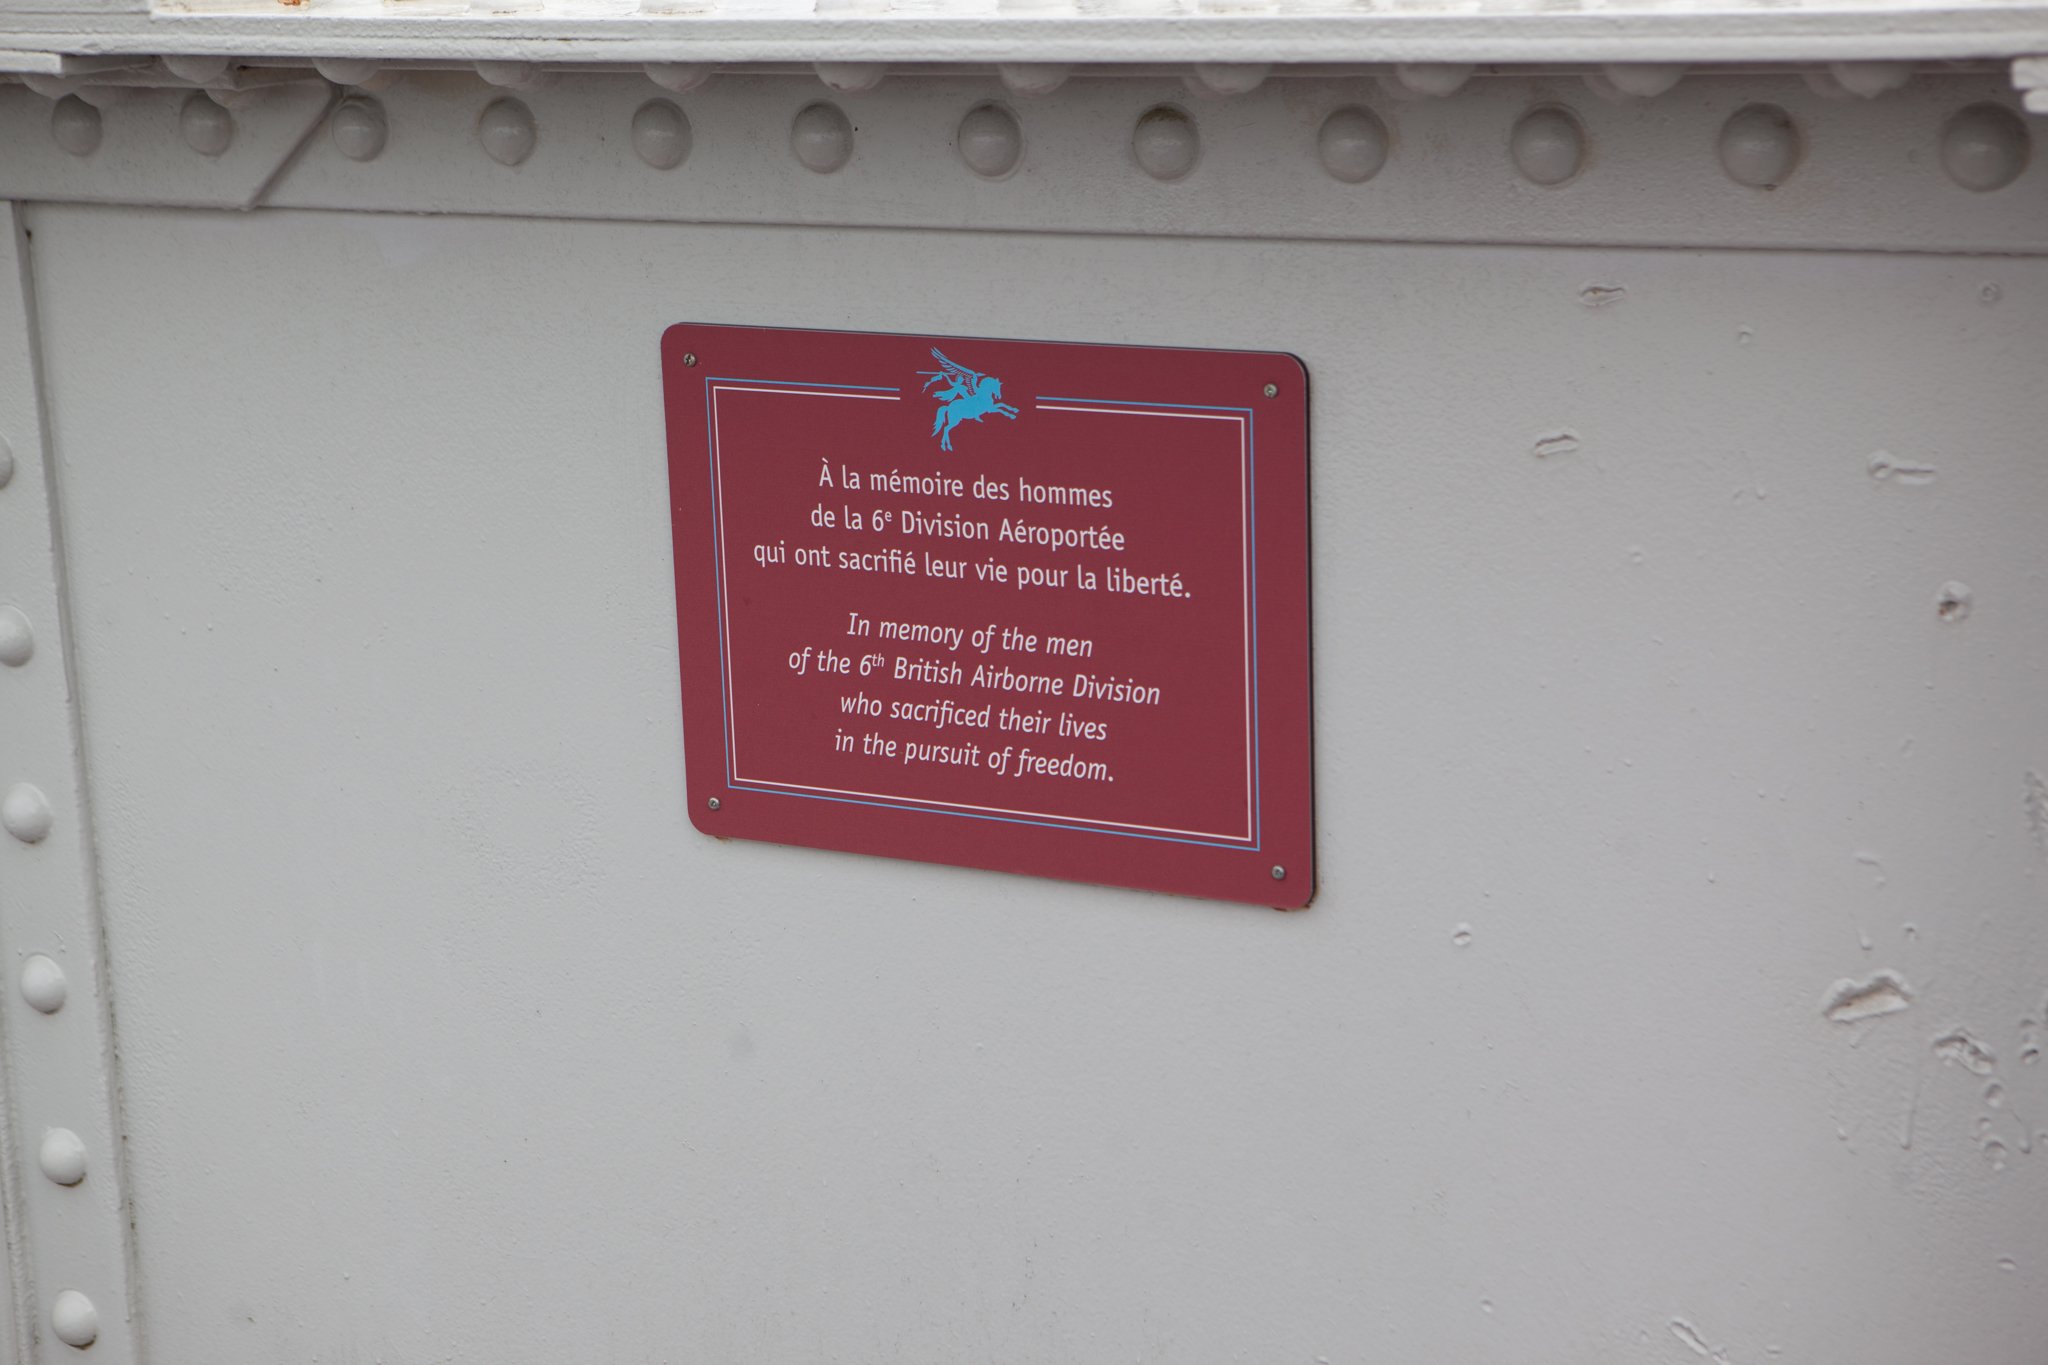 À la mémoire des hommes
de la 6ᵉ Division Aéroportée
qui ont sacrifié leur vie pour la liberté.
In memory of the men
of the 6ᵗʰ British Airborne Division
who sacrificed their lives
in the pursuit of freedom.